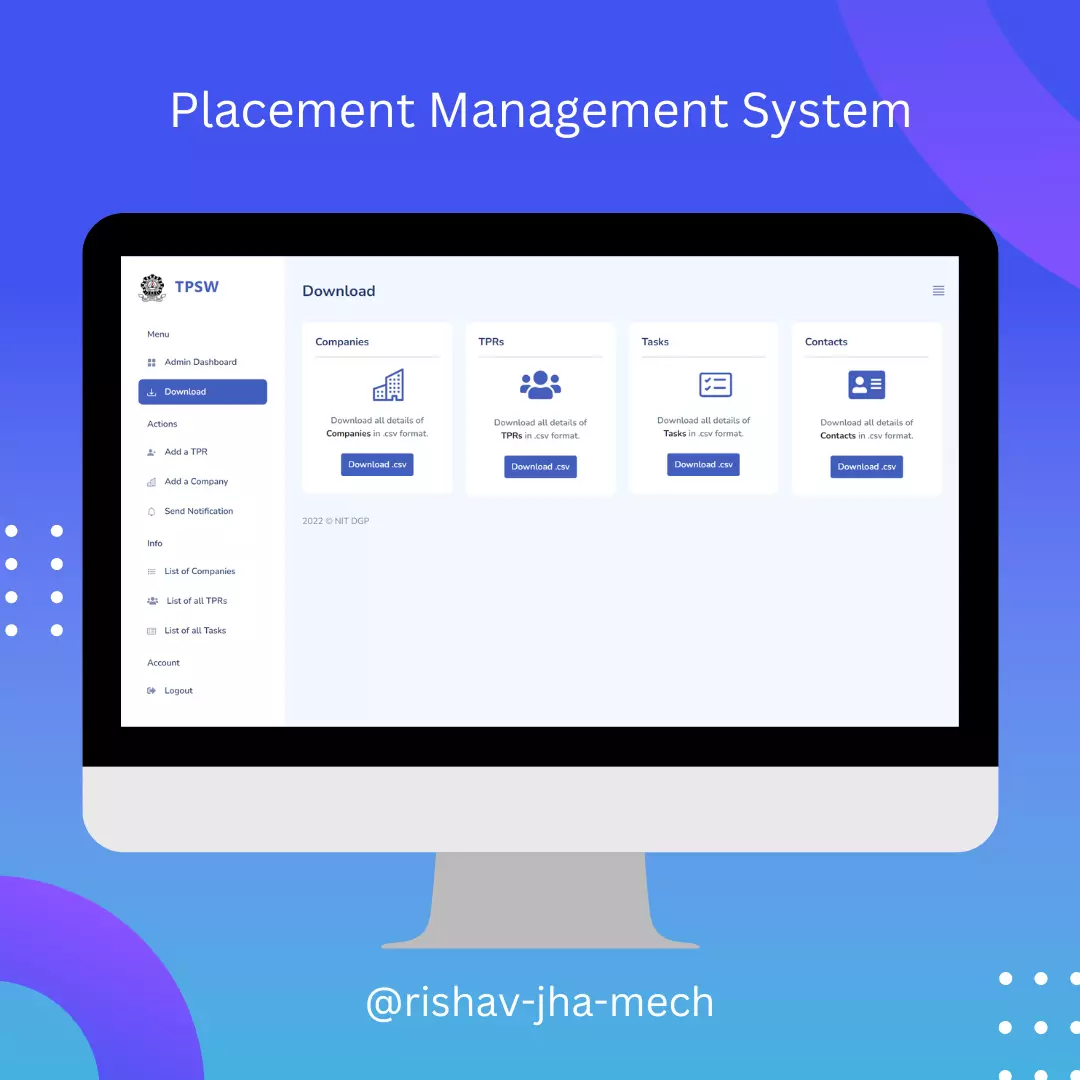 Placement Management System
TPSW
Menu
Admin Dashboard
Download
Actions
Add a TPR
Add a Company
Send Notification
Info
List of Companies
List of all TPRs
List of all Tasks
Account
Logout
Download
Companies
Download all details of
Companies in .csv format.
Download .csv
TPRs
Download all details of
TPRs in .csv format.
Download .csv
Tasks
Download all details of
Tasks in .csv format.
Download .csv
Contacts
Download all details of
Contacts in .csv format.
Download .csv
2022 © NIT DGP
@rishav-jha-mech